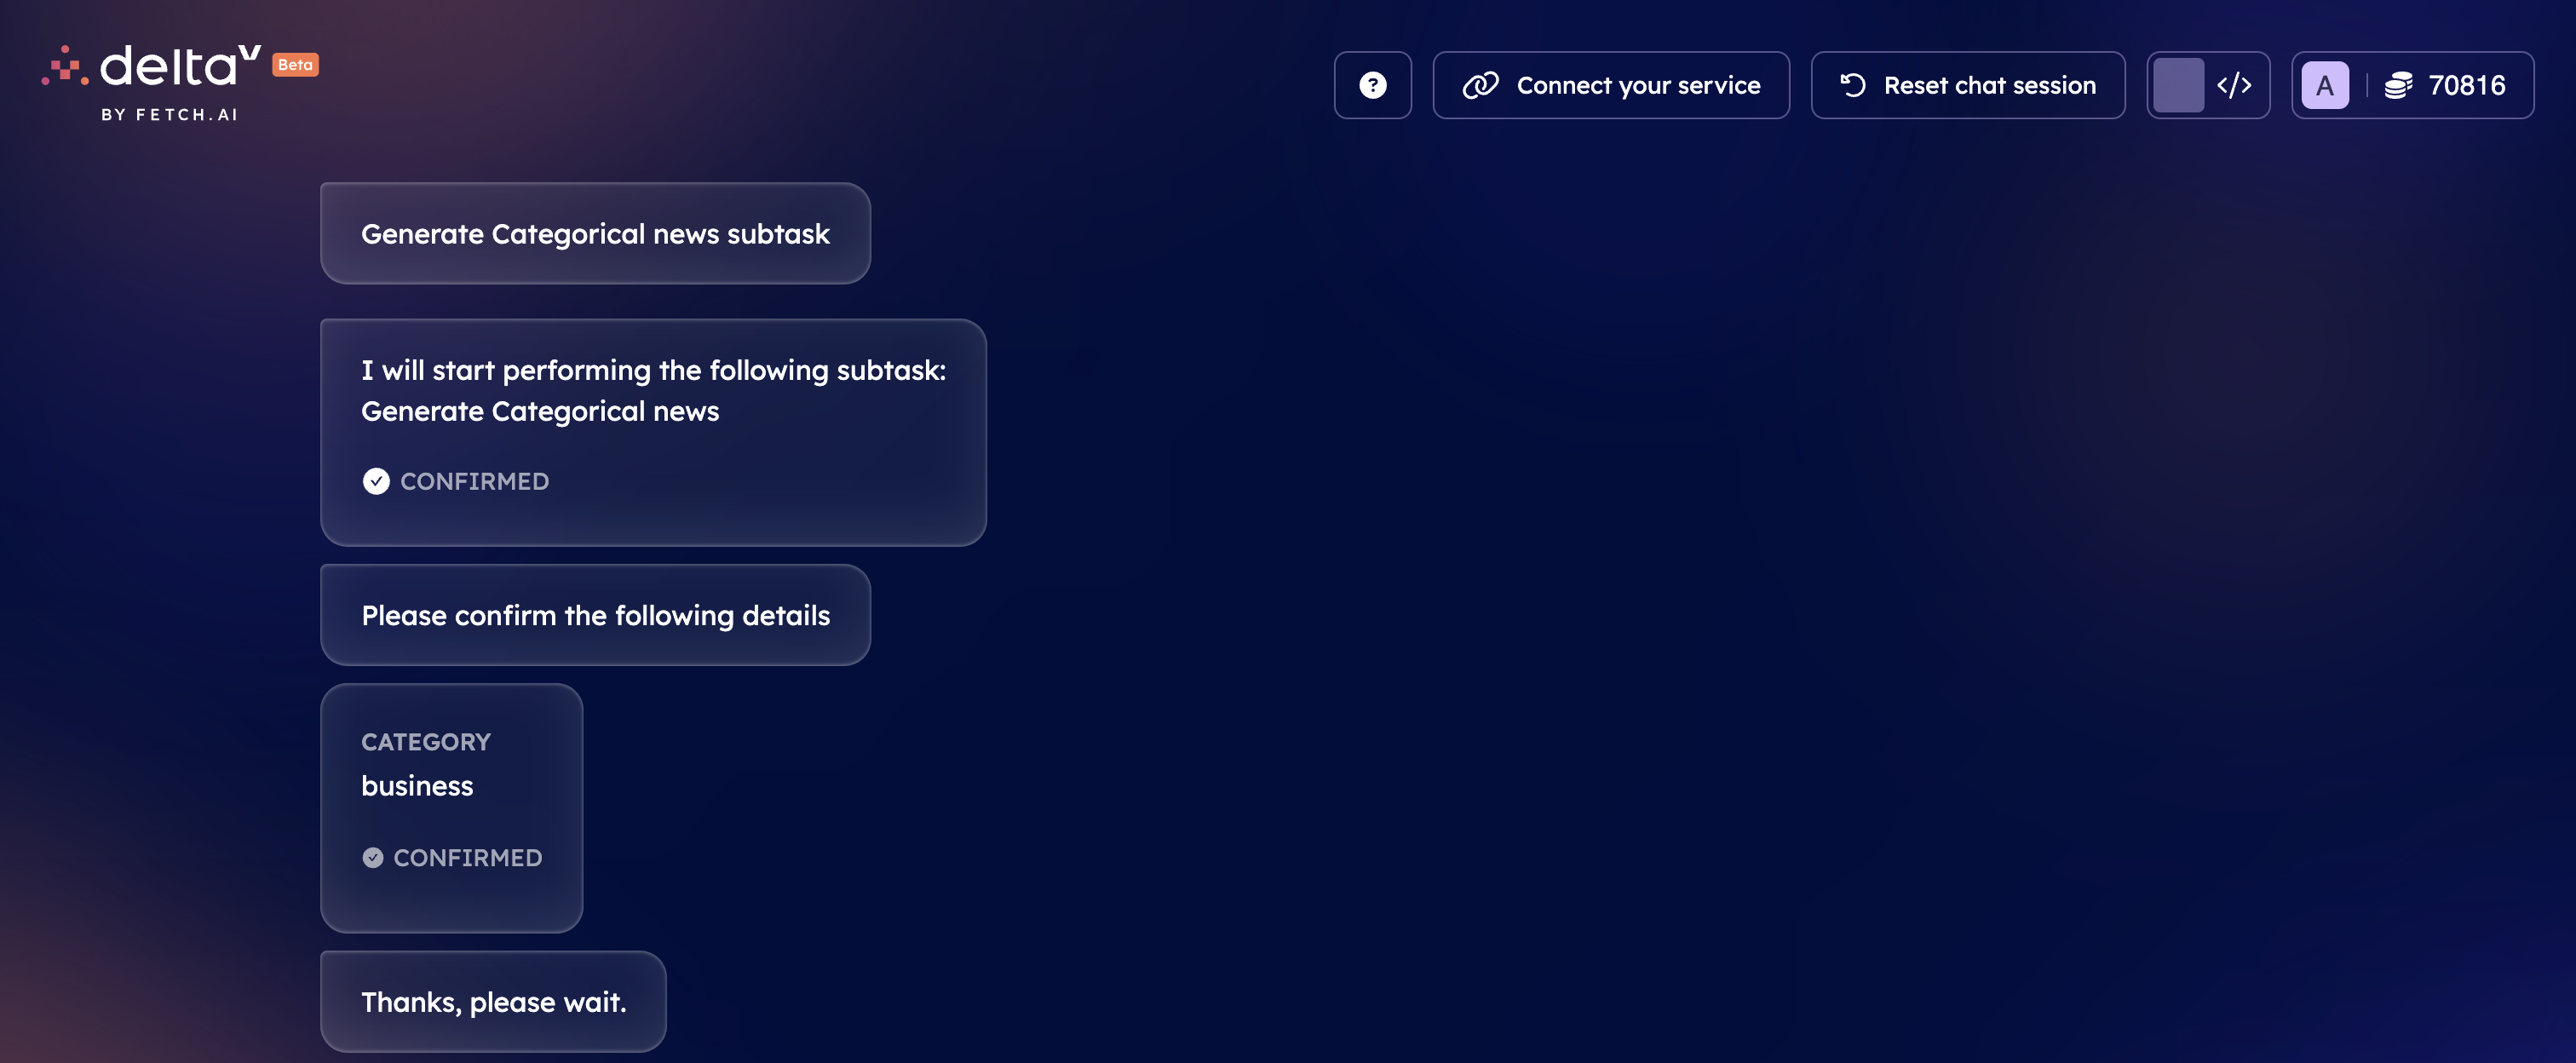 deltaV Beta
BY FETCH.AI
? Connect your service Reset chat session </> A 70816
Generate Categorical news subtask
I will start performing the following subtask:
Generate Categorical news
CONFIRMED
Please confirm the following details
CATEGORY
business
CONFIRMED
Thanks, please wait.